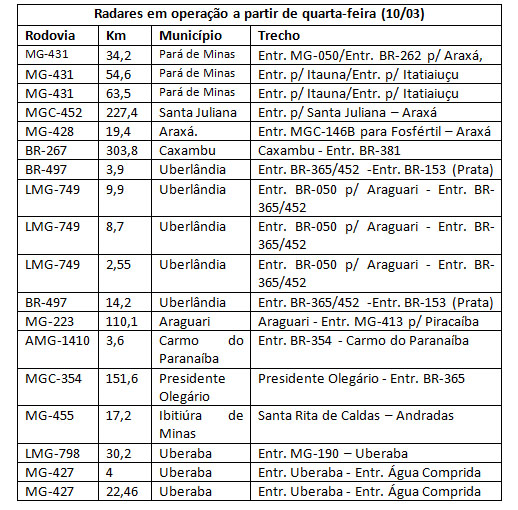 Radares em operação a partir de quarta-feira (10/03)
Rodovia Km Município Trecho
MG-431 34,2 Pará de Minas Entr. MG-050/Entr. BR-262 p/ Araxá,
MG-431 54,6 Pará de Minas Entr. p/ Itauna/Entr. p/ Itatiaiuçu
MG-431 63,5 Pará de Minas Entr. p/ Itauna/Entr. p/ Itatiaiuçu
MGC-452 227,4 Santa Juliana Entr. p/ Santa Juliana – Araxá
MG-428 19,4 Araxá. Entr. MGC-146B para Fosfértil – Araxá
BR-267 303,8 Caxambu Caxambu - Entr. BR-381
BR-497 3,9 Uberlândia Entr. BR-365/452 -Entr. BR-153 (Prata)
LMG-749 9,9 Uberlândia Entr. BR-050 p/ Araguari - Entr. BR-
365/452
LMG-749 8,7 Uberlândia Entr. BR-050 p/ Araguari - Entr. BR-
365/452
LMG-749 2,55 Uberlândia Entr. BR-050 p/ Araguari - Entr. BR-
365/452
BR-497 14,2 Uberlândia Entr. BR-365/452 -Entr. BR-153 (Prata)
MG-223 110,1 Araguari Araguari - Entr. MG-413 p/ Piracaíba
AMG-1410 3,6 Carmo do Entr. BR-354 - Carmo do Paranaíba
Paranaíba
MGC-354 151,6 Presidente Presidente Olegário - Entr. BR-365
Olegário
MG-455 17,2 Ibitiúra de Santa Rita de Caldas – Andradas
Minas
LMG-798 30,2 Uberaba Entr. MG-190 – Uberaba
MG-427 4 Uberaba Entr. Uberaba - Entr. Água Comprida
MG-427 22,46 Uberaba Entr. Uberaba - Entr. Água Comprida